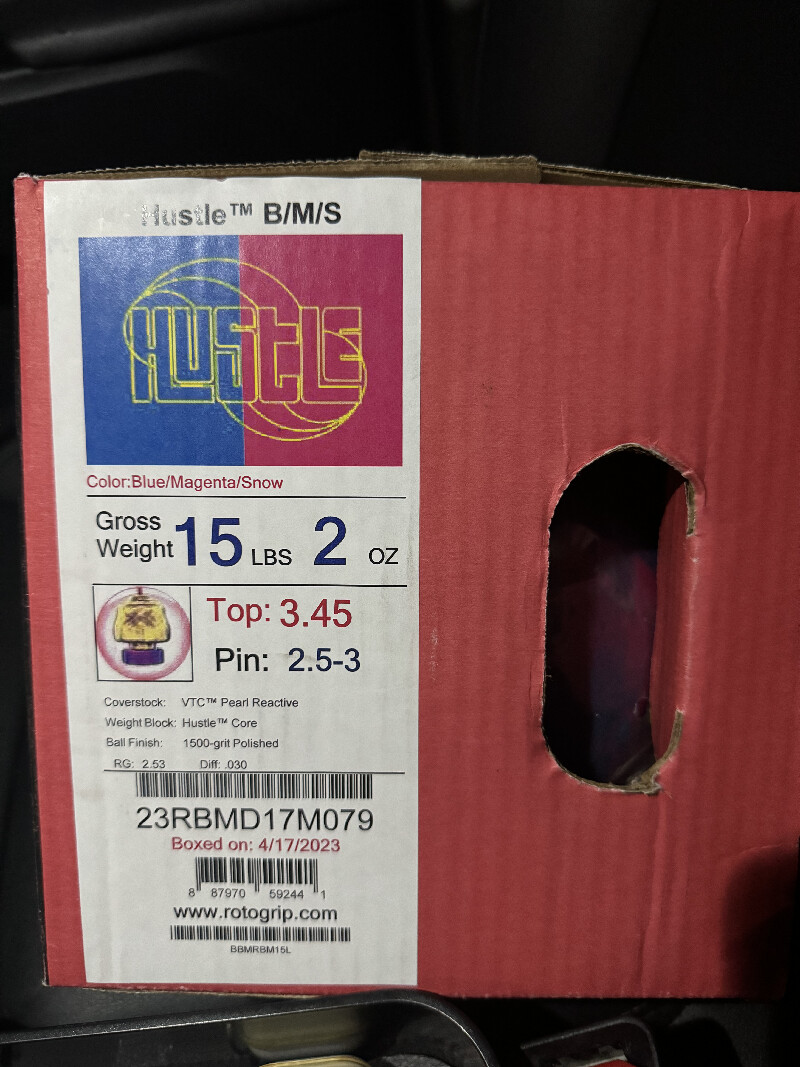 Hustle™ B/M/S
HUSTLE
Color:Blue/Magenta/Snow
Gross
Weight 15 LBS 2 OZ
Top: 3.45
Pin: 2.5-3
Coverstock: VTC™ Pearl Reactive
Weight Block: Hustle™ Core
Ball Finish: 1500-grit Polished
RG: 2.53 Diff: .030
23RBMD17M079
Boxed on: 4/17/2023
8 87970 59244 1
www.rotogrip.com
BBMRBM15L